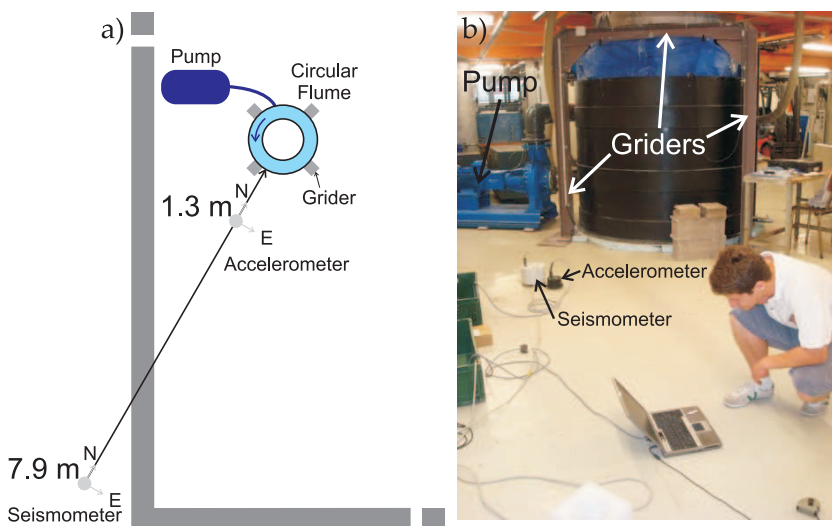 a)
Pump
Circular
Flume
Grider
1.3 m
N
E
Accelerometer
N
7.9 m
E
Seismometer
b)
Pump
Griders
Accelerometer
Seismometer